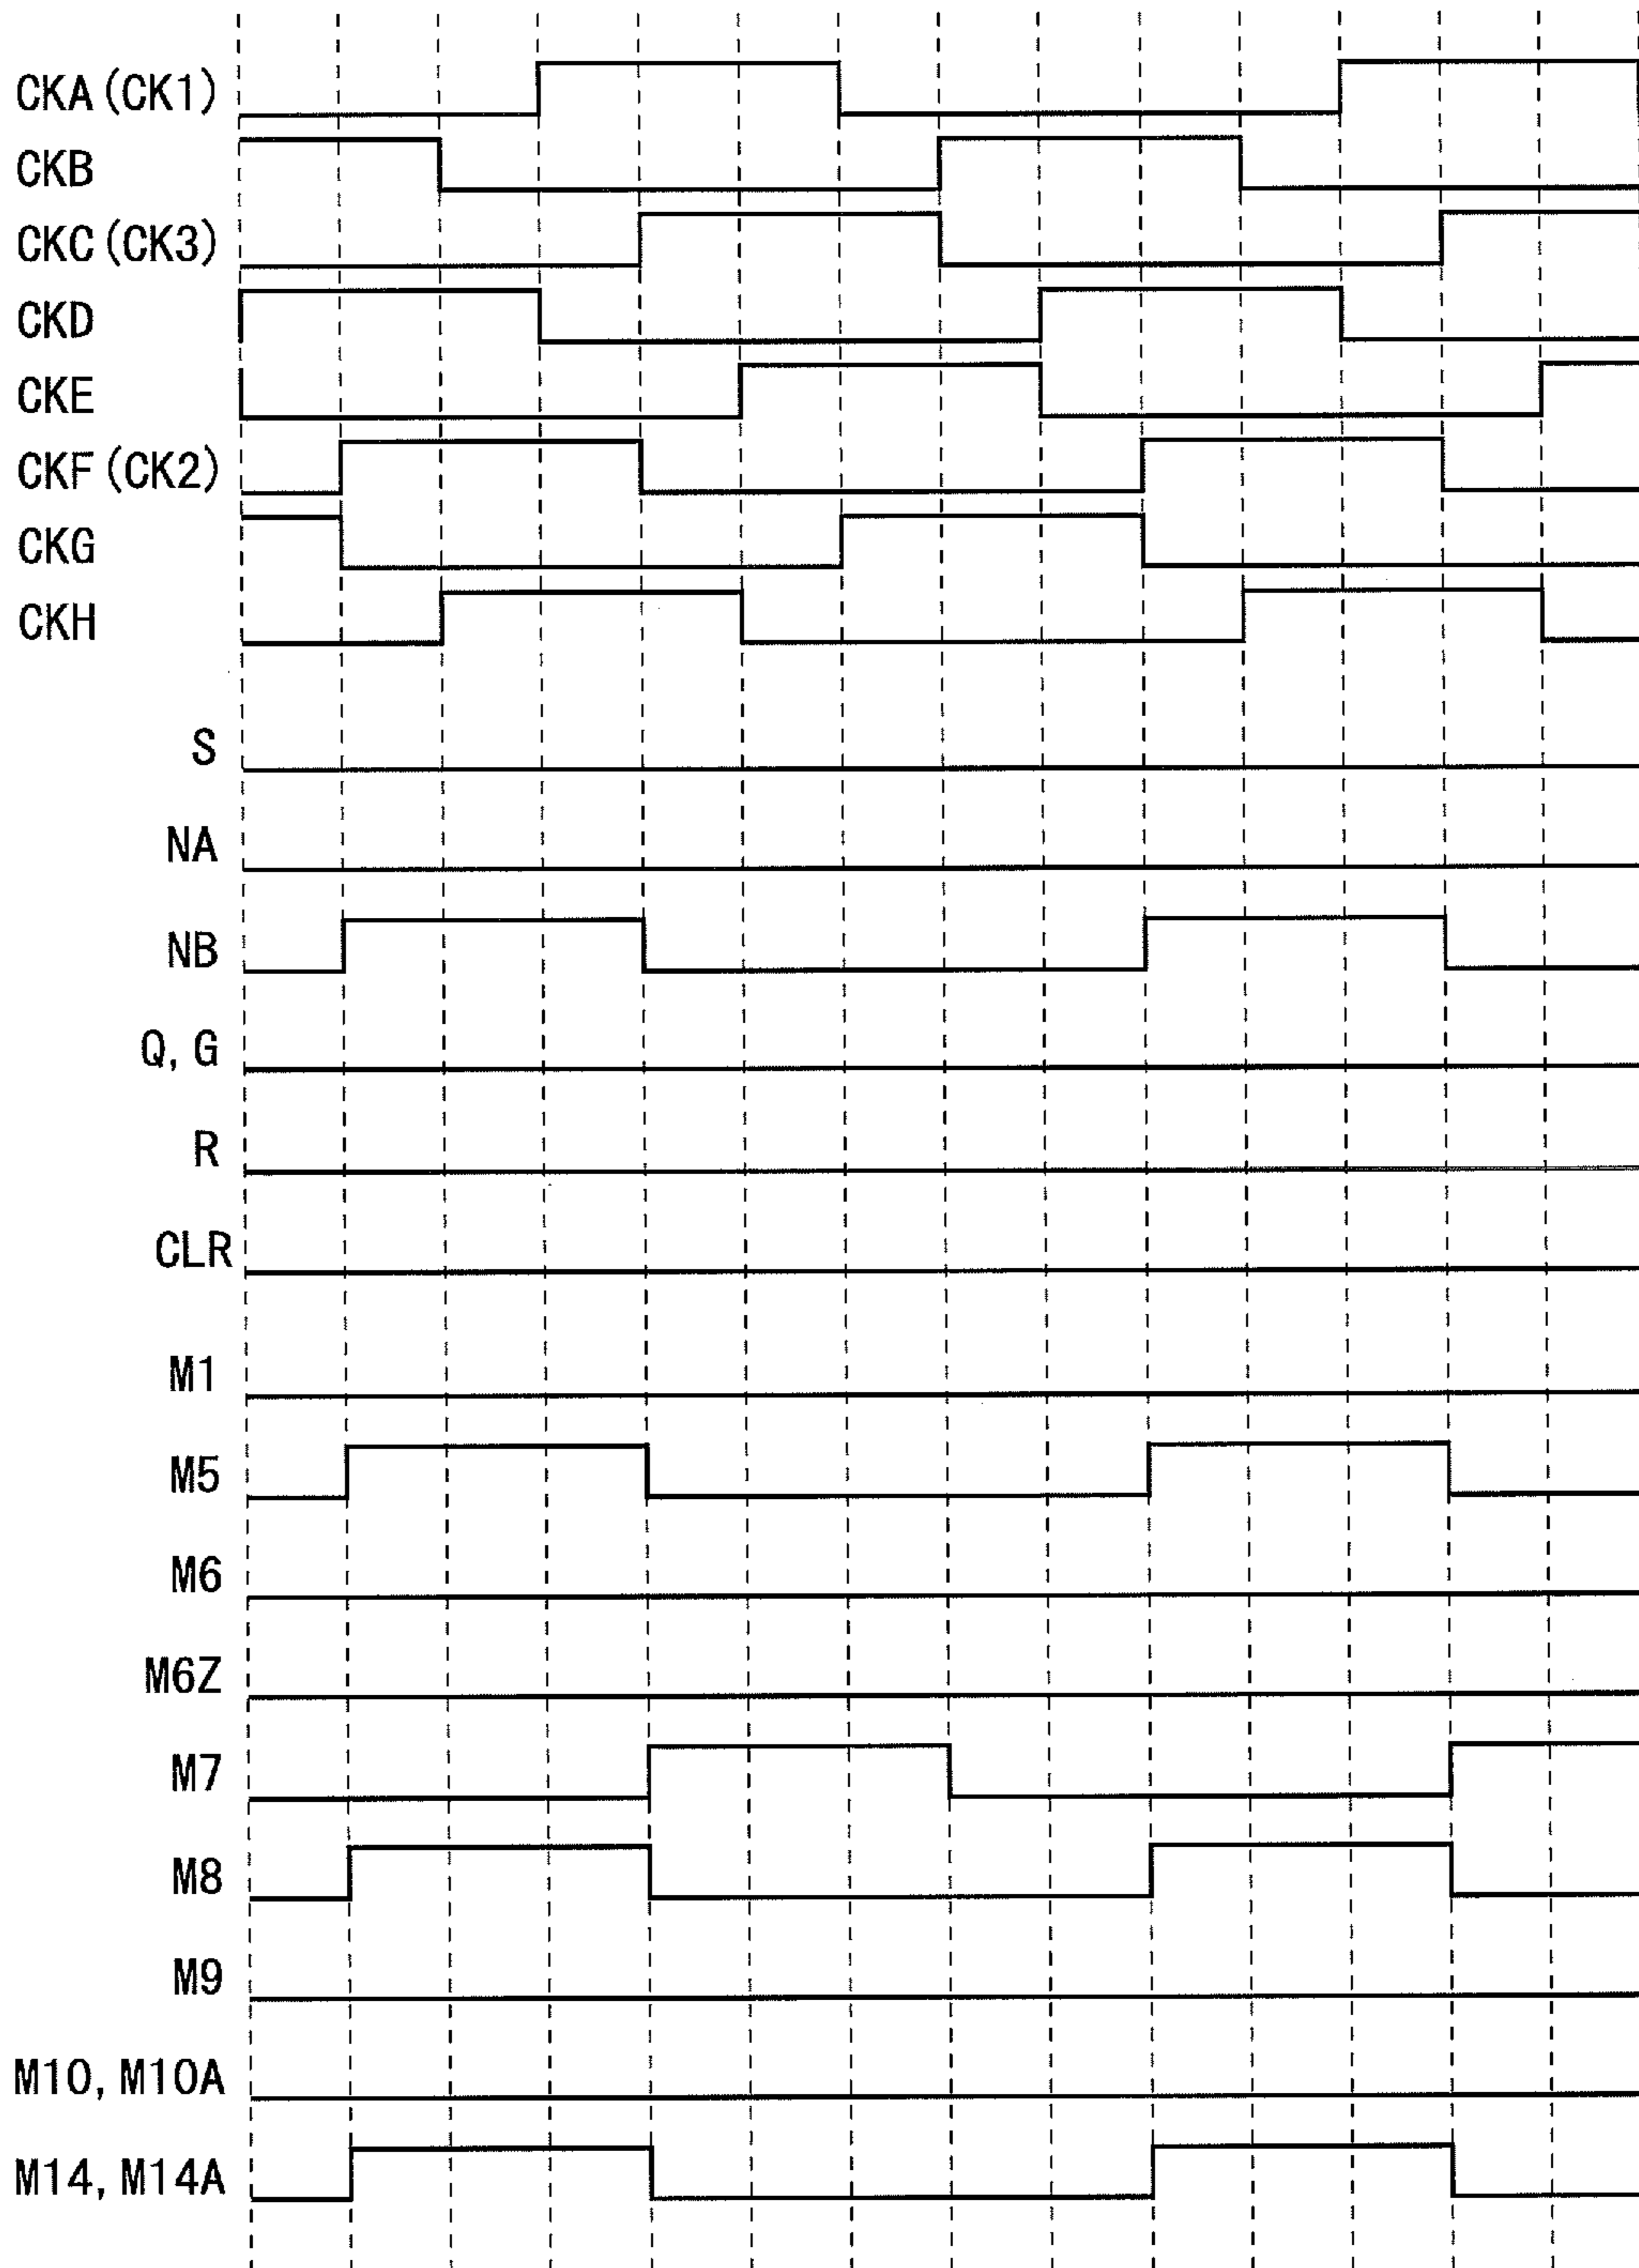 CKA(CK1)
CKB
CKC(CK3)
CKD
CKE
CKF(CK2)
CKG
CKH
S
NA
NB
Q, G
R
CLR
M1
M5
M6
M6Z
M7
M8
M9
M10, M10A
M14, M14A